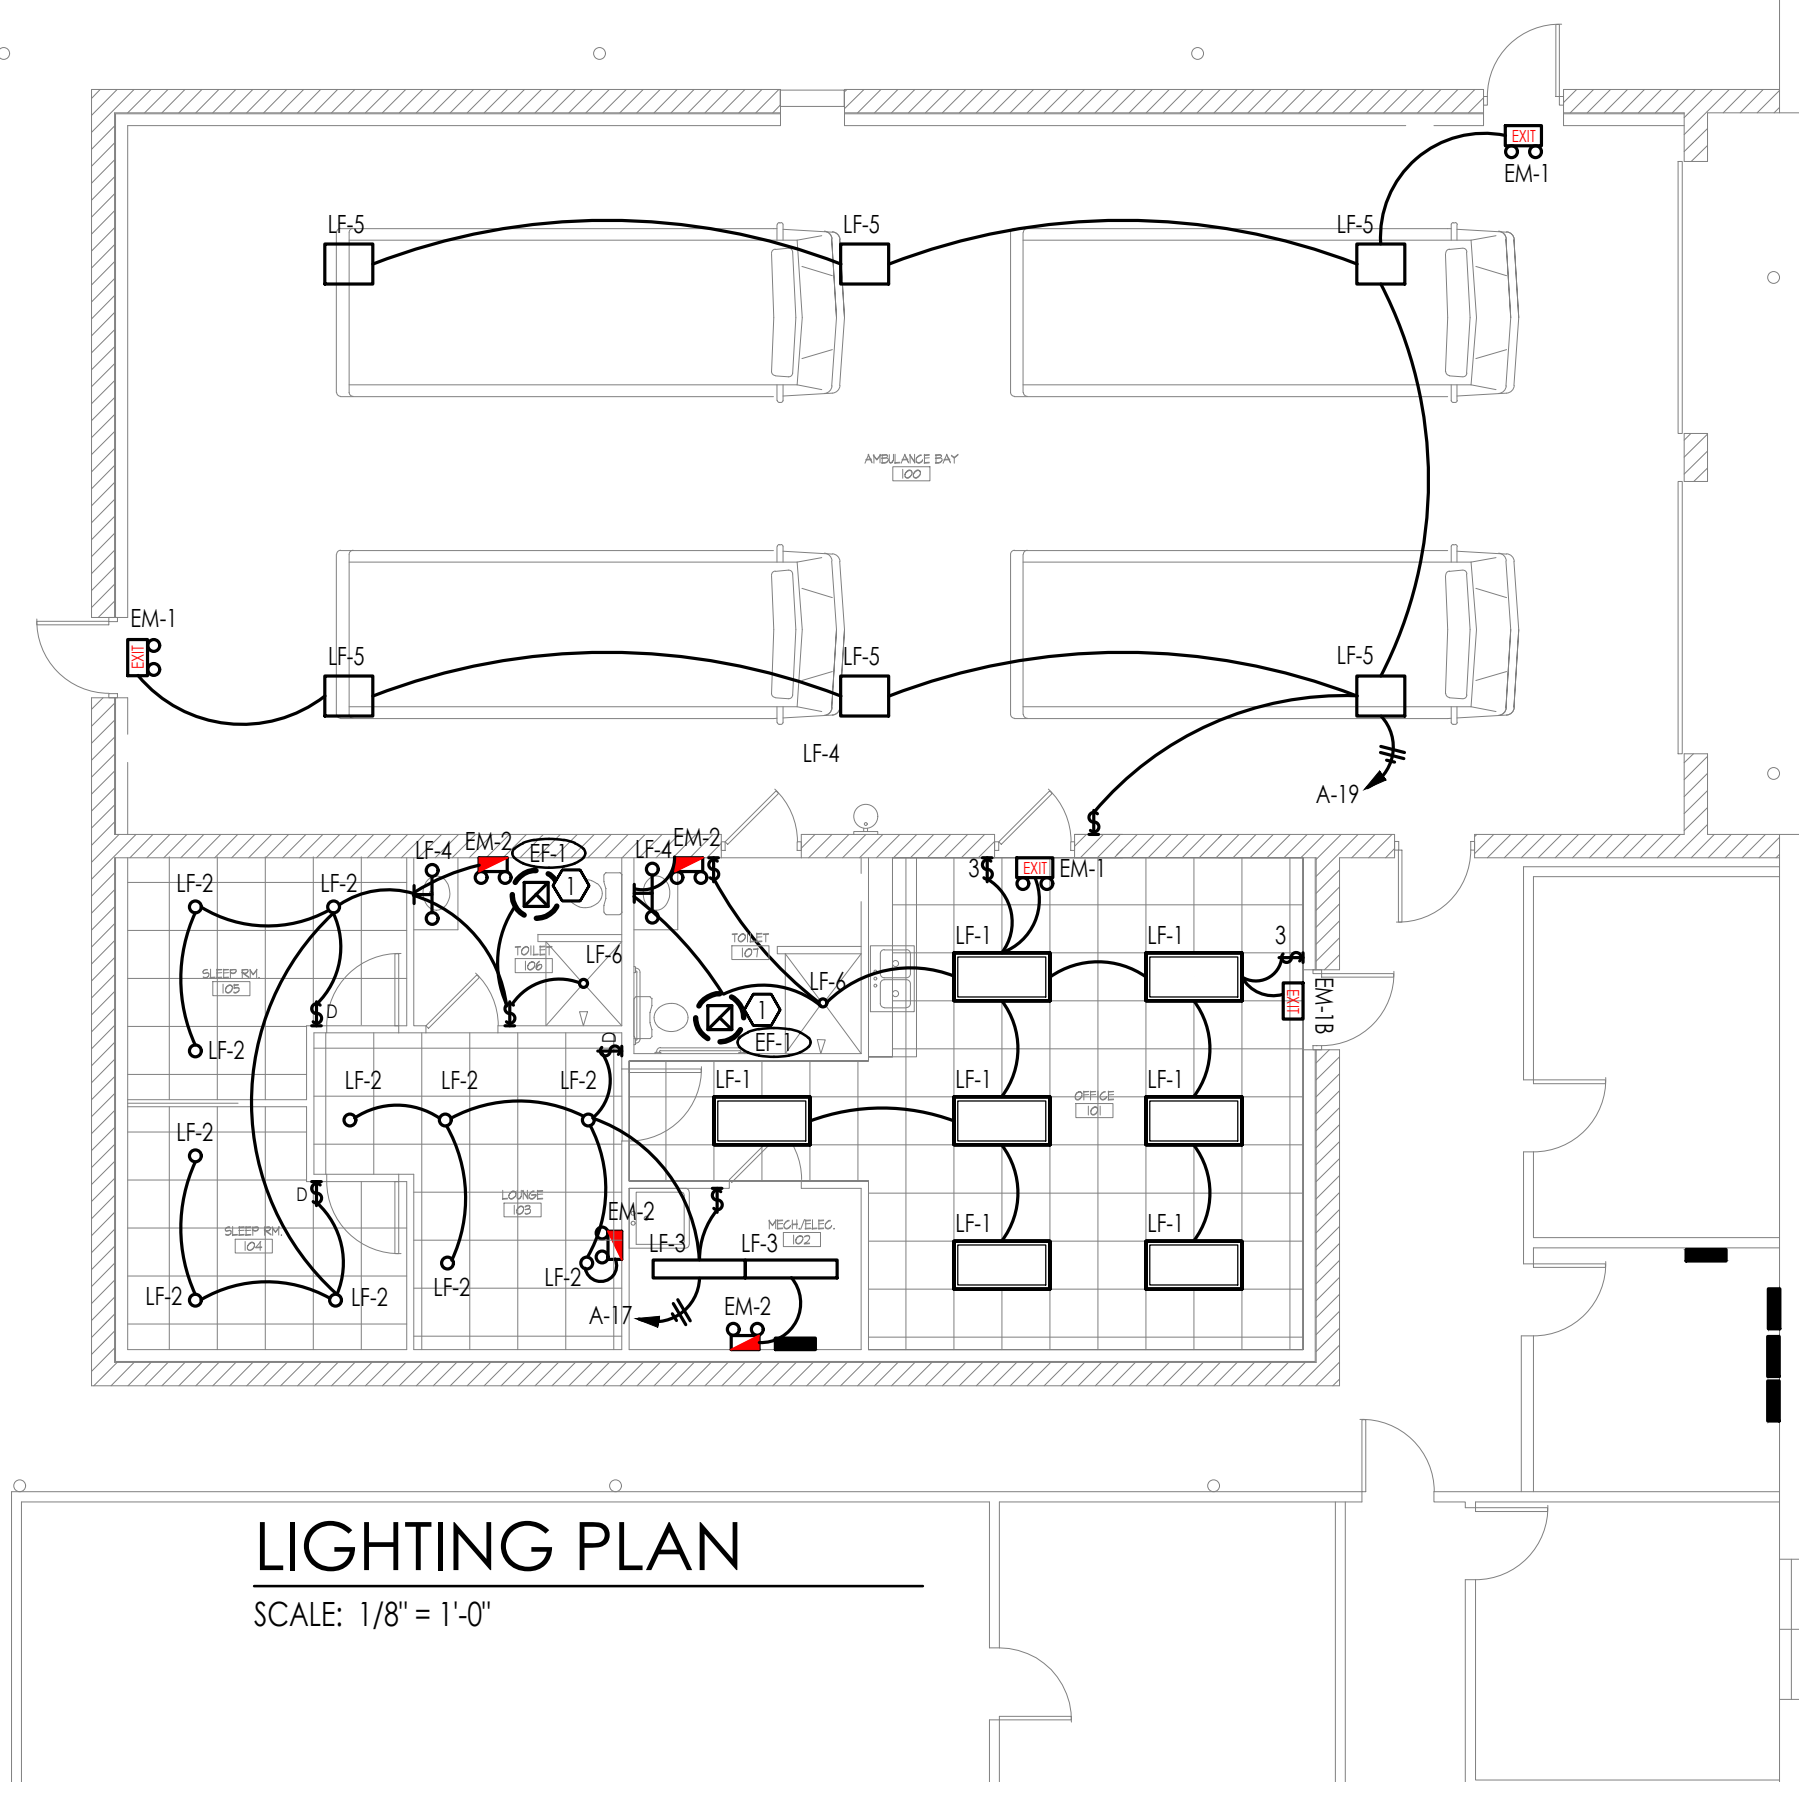 EXIT
EM-1
LF-5
LF-5
LF-5
AMBULANCE BAY
100
EM-1
EXIT
LF-5
LF-5
LF-5
LF-4
A-19
EM-2
EF-1
EM-2
LF-4
LF-4
3
EXIT
EM-1
LF-2
LF-2
1
TOILET
106
LF-6
TOILET
107
LF-6
LF-1
LF-1
3
SLEEP RM.
105
D
EXIT
EM-1B
1
EF-1
D
LF-2
LF-2
LF-2
LF-2
LF-1
LF-1
LF-1
OFFICE
101
LF-2
D
LOUNGE
103
EM-2
MECH./ELEC.
102
LF-1
LF-1
SLEEP RM.
104
LF-3
LF-3
LF-2
LF-2
LF-2
LF-2
A-17
EM-2
LIGHTING PLAN
SCALE: 1/8" = 1'-0"